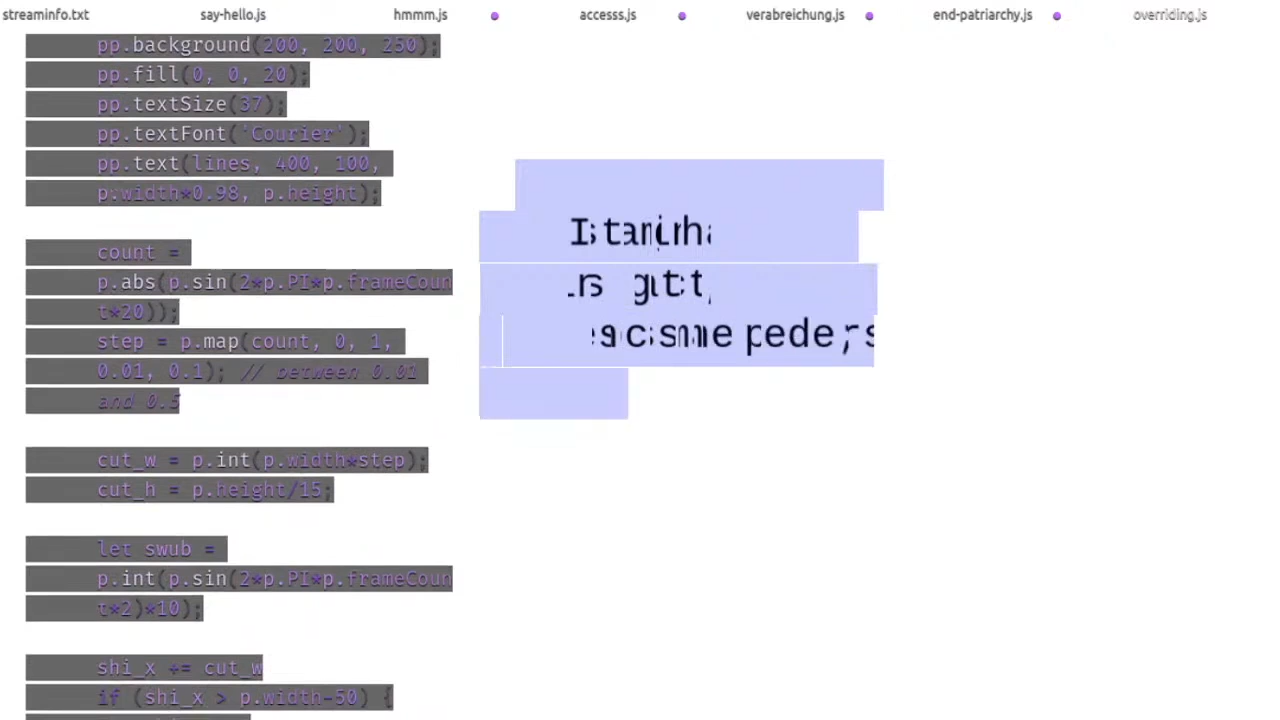 streaminfo.txt say-hello.js hmmm.js accesss.js verabreichung.js end-patriarchy.js overriding.js
pp.background(200, 200, 250);
pp.fill(0, 0, 20);
pp.textSize(37);
pp.textFont('Courier');
pp.text(lines, 400, 100,
p.width*0.98, p.height);
count =
p.abs(p.sin(2*p.PI*p.frameCoun
t*20));
step = p.map(count, 0, 1,
0.01, 0.1); // between 0.01
and 0.5
cut_w = p.int(p.width*step);
cut_h = p.height/15;
let swub =
p.int(p.sin(2*p.PI*p.frameCoun
t*2)*10);
shi_x += cut_w
if (shi_x > p.width-50) {